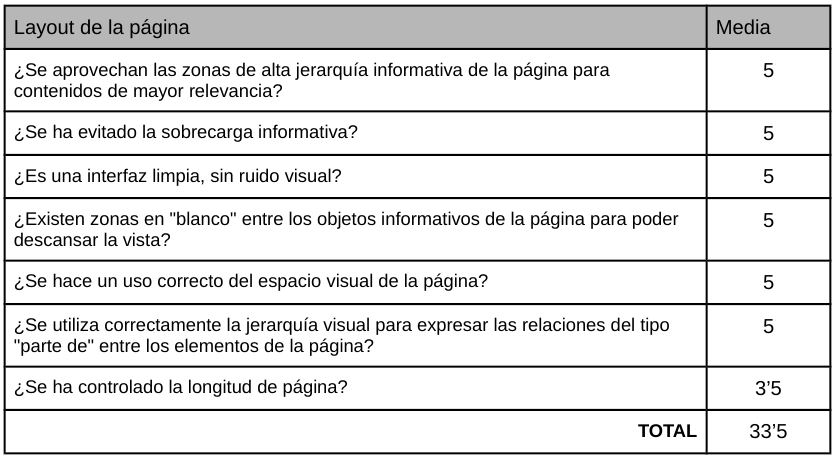 Layout de la página
Media
¿Se aprovechan las zonas de alta jerarquía informativa de la página para
contenidos de mayor relevancia?
5
¿Se ha evitado la sobrecarga informativa?
5
¿Es una interfaz limpia, sin ruido visual?
5
¿Existen zonas en "blanco" entre los objetos informativos de la página para poder
descansar la vista?
5
¿Se hace un uso correcto del espacio visual de la página?
5
¿Se utiliza correctamente la jerarquía visual para expresar las relaciones del tipo
"parte de" entre los elementos de la página?
5
¿Se ha controlado la longitud de página?
3’5
TOTAL
33’5